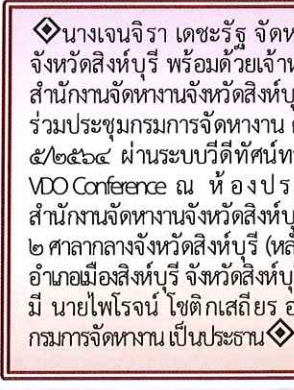 นางเจนจิรา เดชะรัฐ จัดห
จังหวัดสิงห์บุรี พร้อมด้วยเจ้าห
สำนักงานจัดหางานจังหวัดสิงห์บุ
ร่วมประชุมกรมการจัดหางาน
๕/๒๕๖๔ ผ่านระบบวีดีทัศน์ท
VDO Conference ณ ห้องปร
สำนักงานจัดหางานจังหวัดสิงห์บุ
๒ ศาลากลางจังหวัดสิงห์บุรี (หลั
อำเภอเมืองสิงห์บุรี จังหวัดสิงห์บุ
มี นายไพโรจน์ โชติกเสถียร อ
กรมการจัดหางาน เป็นประธาน